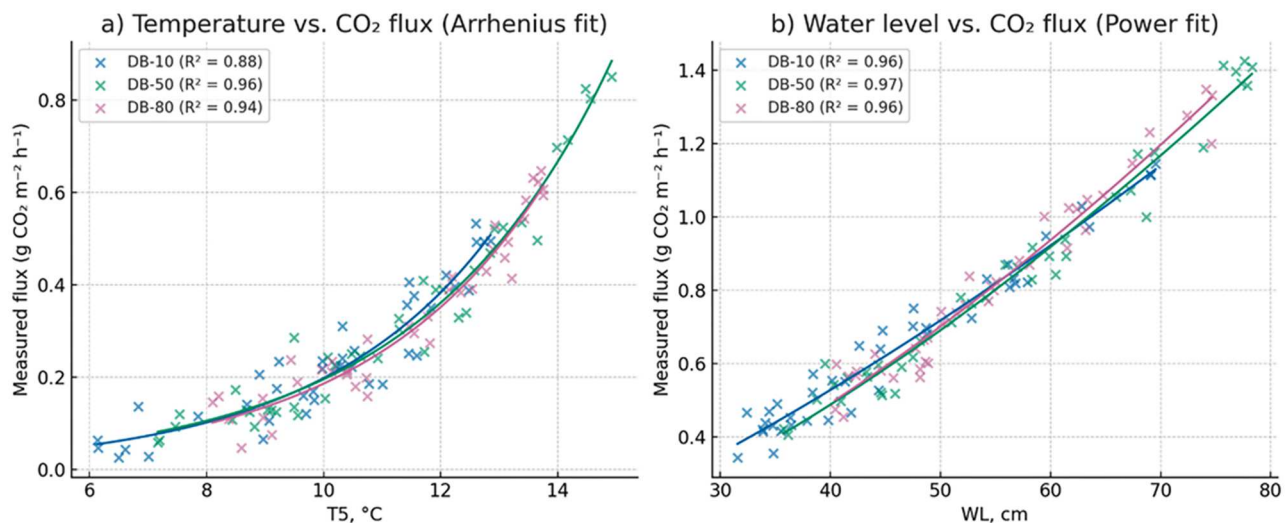 a) Temperature vs. CO₂ flux (Arrhenius fit)
DB-10 (R² = 0.88)
DB-50 (R² = 0.96)
DB-80 (R² = 0.94)
Measured flux (g CO₂ m⁻² h⁻¹)
0.8
0.6
0.4
0.2
0.0
6 8 10 12 14
T5, °C
b) Water level vs. CO₂ flux (Power fit)
DB-10 (R² = 0.96)
DB-50 (R² = 0.97)
DB-80 (R² = 0.96)
Measured flux (g CO₂ m⁻² h⁻¹)
1.4
1.2
1.0
0.8
0.6
0.4
30 40 50 60 70 80
WL, cm